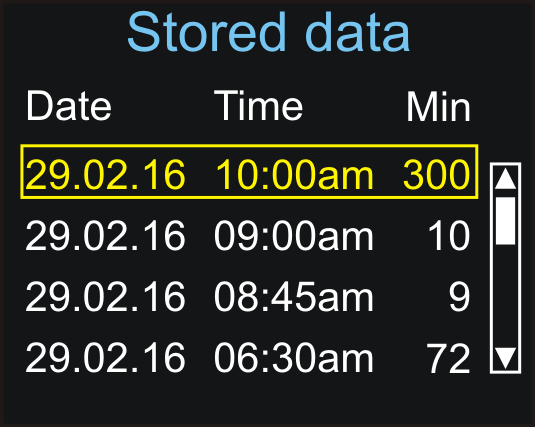 Stored data
Date Time Min
29.02.16 10:00am 300
29.02.16 09:00am 10
29.02.16 08:45am 9
29.02.16 06:30am 72